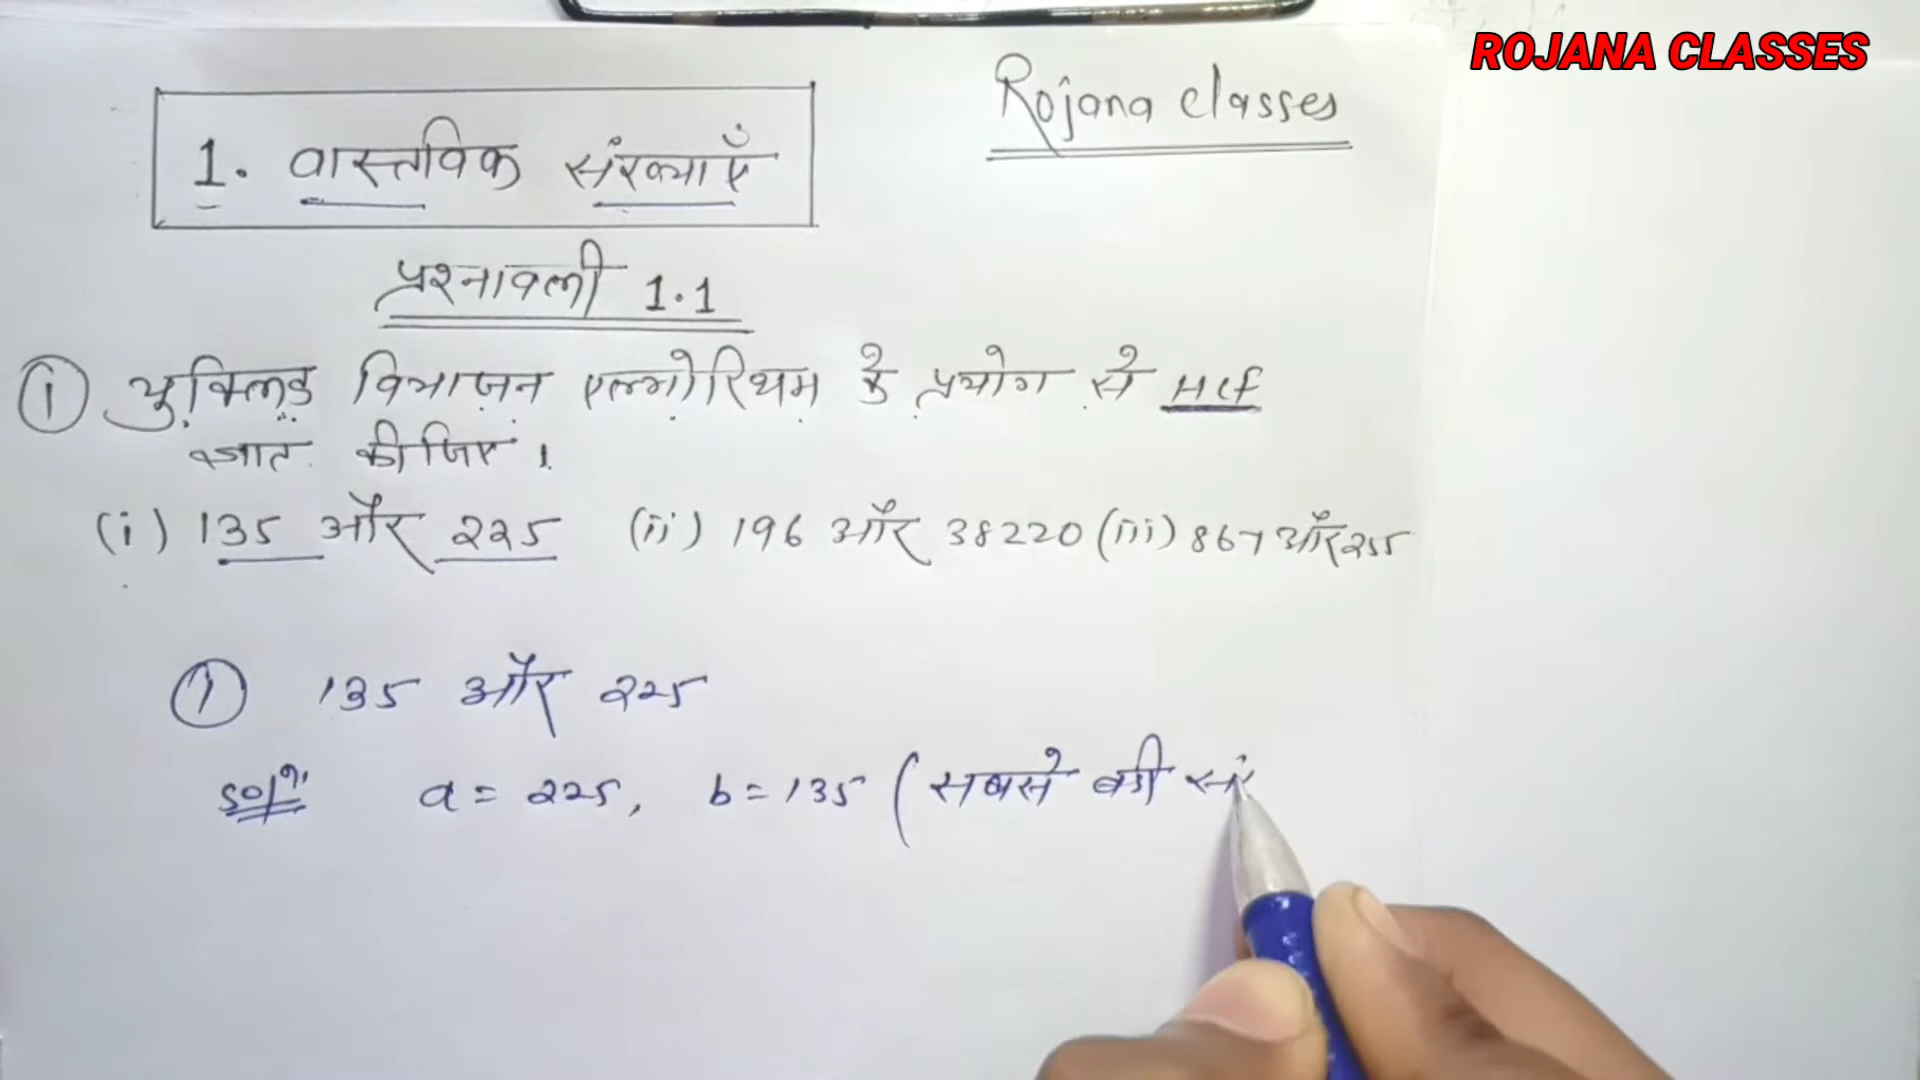 ROJANA CLASSES
Rojana classes
1. वास्तविक संख्याएँ
प्रश्नावली 1.1
① युक्लिड विभाजन एल्गोरिथम के प्रयोग से HCF
ज्ञात कीजिए।
(i) 135 और 225 (ii) 196 और 38220 (iii) 867 और 255
① 135 और 225
Solⁿ. a = 225, b = 135 (सबसे बड़ी सं